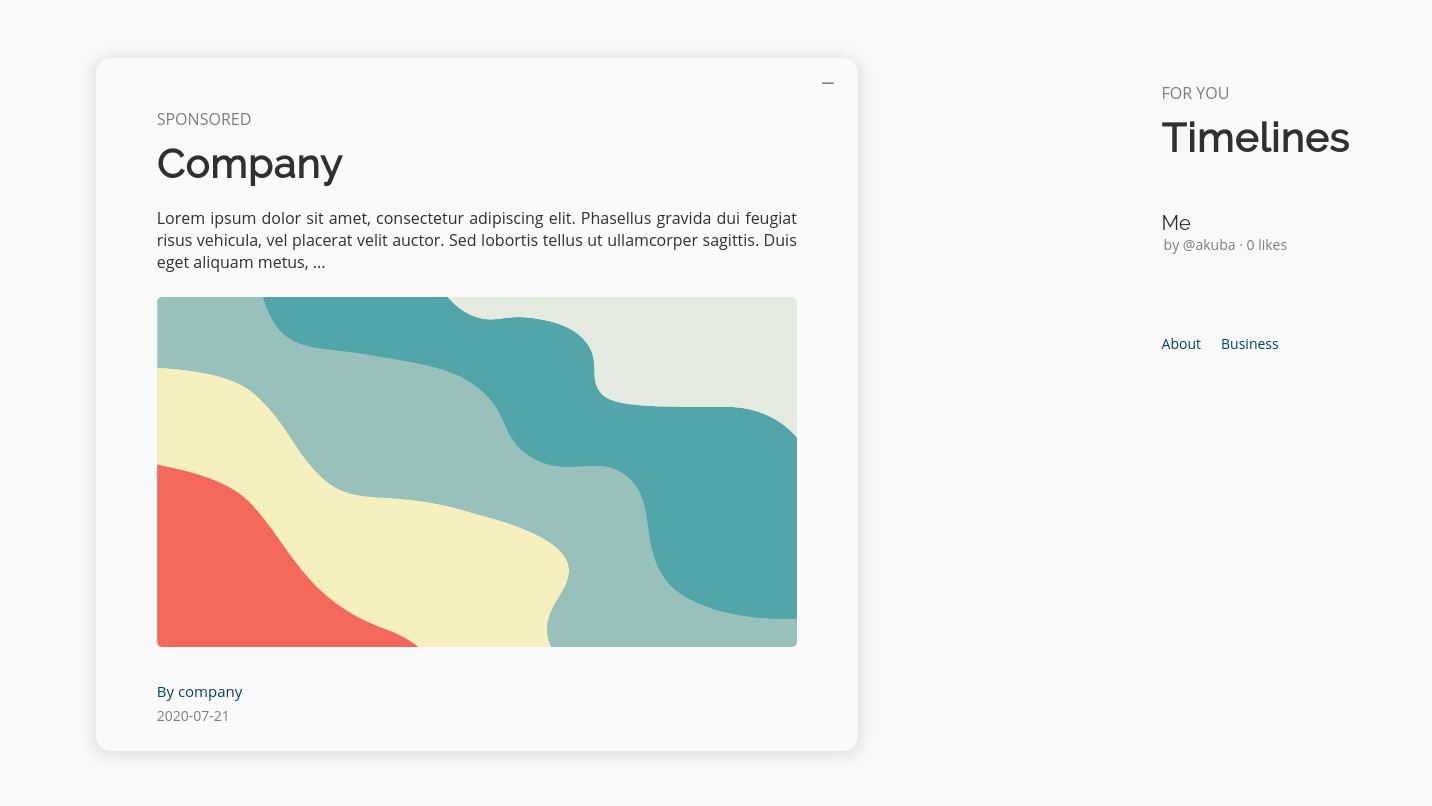 SPONSORED
Company
Lorem ipsum dolor sit amet, consectetur adipiscing elit. Phasellus gravida dui feugiat
risus vehicula, vel placerat velit auctor. Sed lobortis tellus ut ullamcorper sagittis. Duis
eget aliquam metus, ...
By company
2020-07-21
FOR YOU
Timelines
Me
by @akuba · 0 likes
About Business